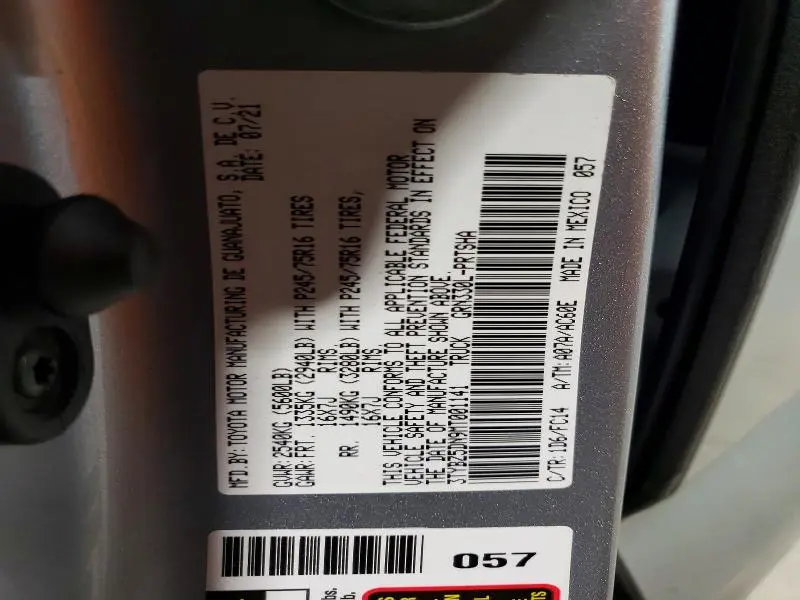 MFD.BY: TOYOTA MOTOR MANUFACTURING DE GUANAJUATO, S.A. DE C.V.
DATE: 07/21
GVWR: 2540KG (5600LB)
GAWR: FRT. 1335KG (2940LB) WITH P245/75R16 TIRES
16X7J RIMS
RR. 1490KG (3280LB) WITH P245/75R16 TIRES,
16X7J RIMS
THIS VEHICLE CONFORMS TO ALL APPLICABLE FEDERAL MOTOR
VEHICLE SAFETY AND THEFT PREVENTION STANDARDS IN EFFECT ON
THE DATE OF MANUFACTURE SHOWN ABOVE.
3TYBZ5DN9MT001141 TRUCK GRN330L-PRTSHA
C/TR:1D6/FC14 A/TM:A07A/AC60E MADE IN MEXICO 057
057